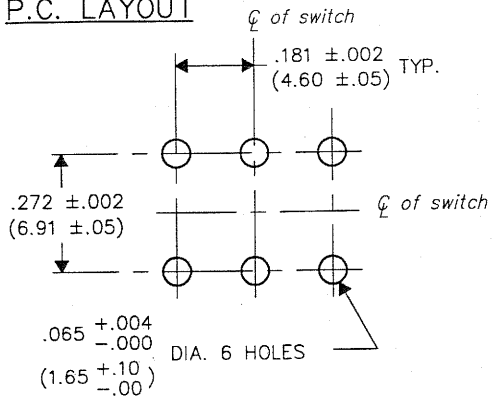 P.C. LAYOUT
℄ of switch
.181 ±.002 TYP.
(4.60 ±.05)
.272 ±.002
(6.91 ±.05)
℄ of switch
.065 +.004 -.000 DIA. 6 HOLES
(1.65 +.10 -.00)